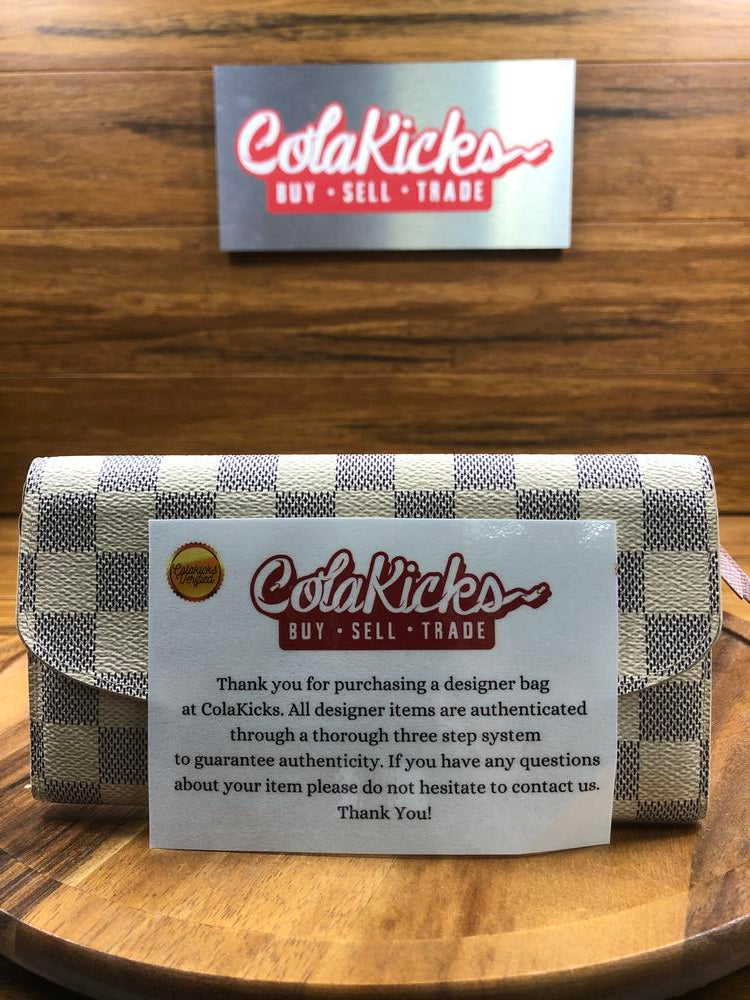 ColaKicks
BUY • SELL • TRADE
Colakicks
Verified
ColaKicks
BUY • SELL • TRADE
Thank you for purchasing a designer bag
at ColaKicks. All designer items are authenticated
through a thorough three step system
to guarantee authenticity. If you have any questions
about your item please do not hesitate to contact us.
Thank You!